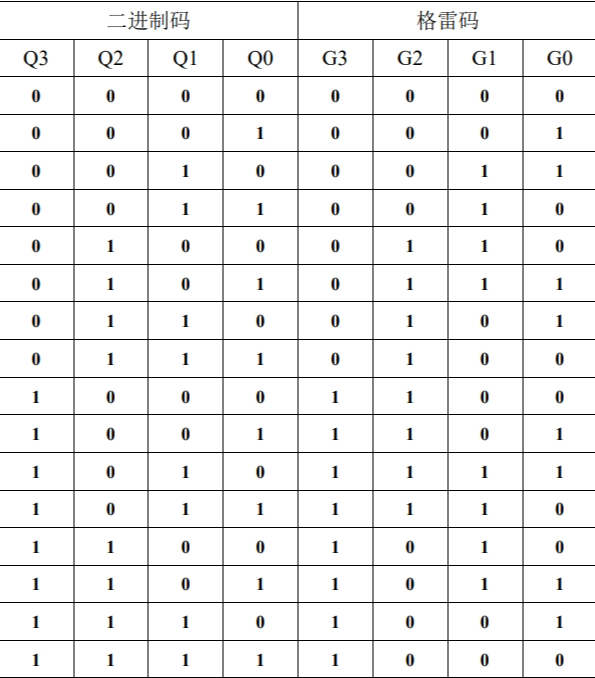 二进制码 格雷码
Q3 Q2 Q1 Q0 G3 G2 G1 G0
0 0 0 0 0 0 0 0
0 0 0 1 0 0 0 1
0 0 1 0 0 0 1 1
0 0 1 1 0 0 1 0
0 1 0 0 0 1 1 0
0 1 0 1 0 1 1 1
0 1 1 0 0 1 0 1
0 1 1 1 0 1 0 0
1 0 0 0 1 1 0 0
1 0 0 1 1 1 0 1
1 0 1 0 1 1 1 1
1 0 1 1 1 1 1 0
1 1 0 0 1 0 1 0
1 1 0 1 1 0 1 1
1 1 1 0 1 0 0 1
1 1 1 1 1 0 0 0